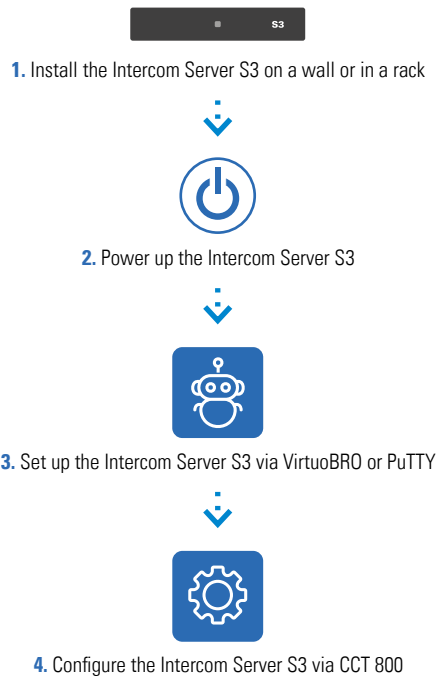 S3
1. Install the Intercom Server S3 on a wall or in a rack
2. Power up the Intercom Server S3
3. Set up the Intercom Server S3 via VirtuoBRO or PuTTY
4. Configure the Intercom Server S3 via CCT 800